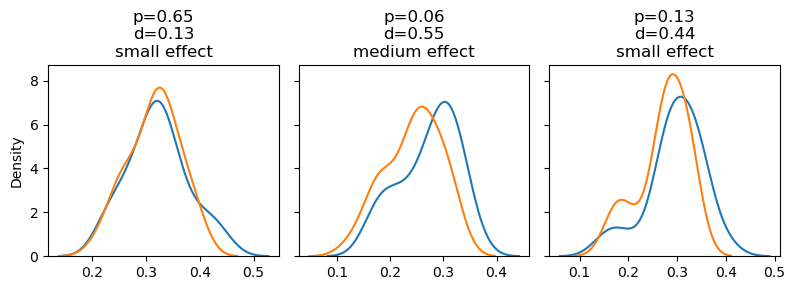 p=0.65
d=0.13
small effect
p=0.06
d=0.55
medium effect
p=0.13
d=0.44
small effect
Density
8
6
4
2
0
0.2 0.3 0.4 0.5
0.1 0.2 0.3 0.4
0.1 0.2 0.3 0.4 0.5